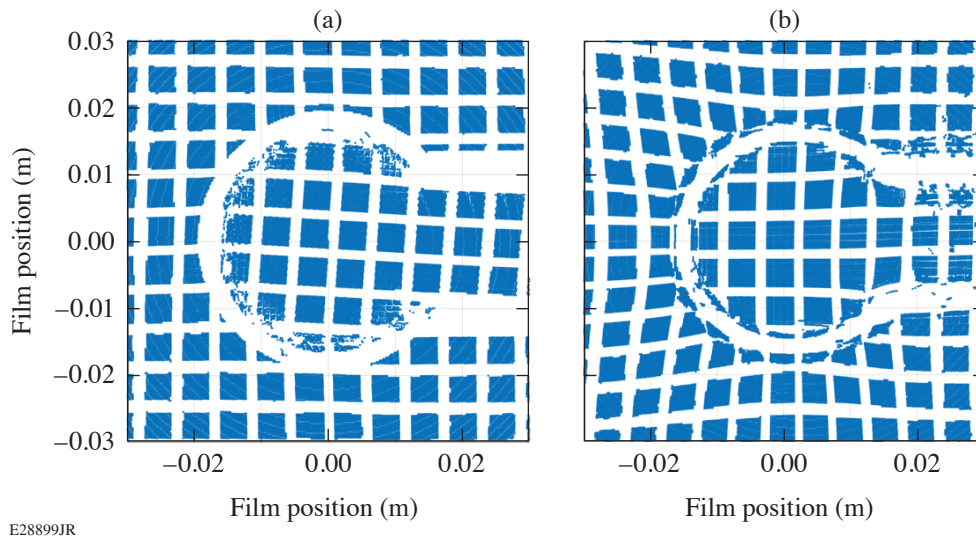 (a) (b)
0.03
0.02
0.01
0.00
–0.01
–0.02
–0.03
Film position (m)
–0.02 0.00 0.02 –0.02 0.00 0.02
Film position (m) Film position (m)
E28899JR